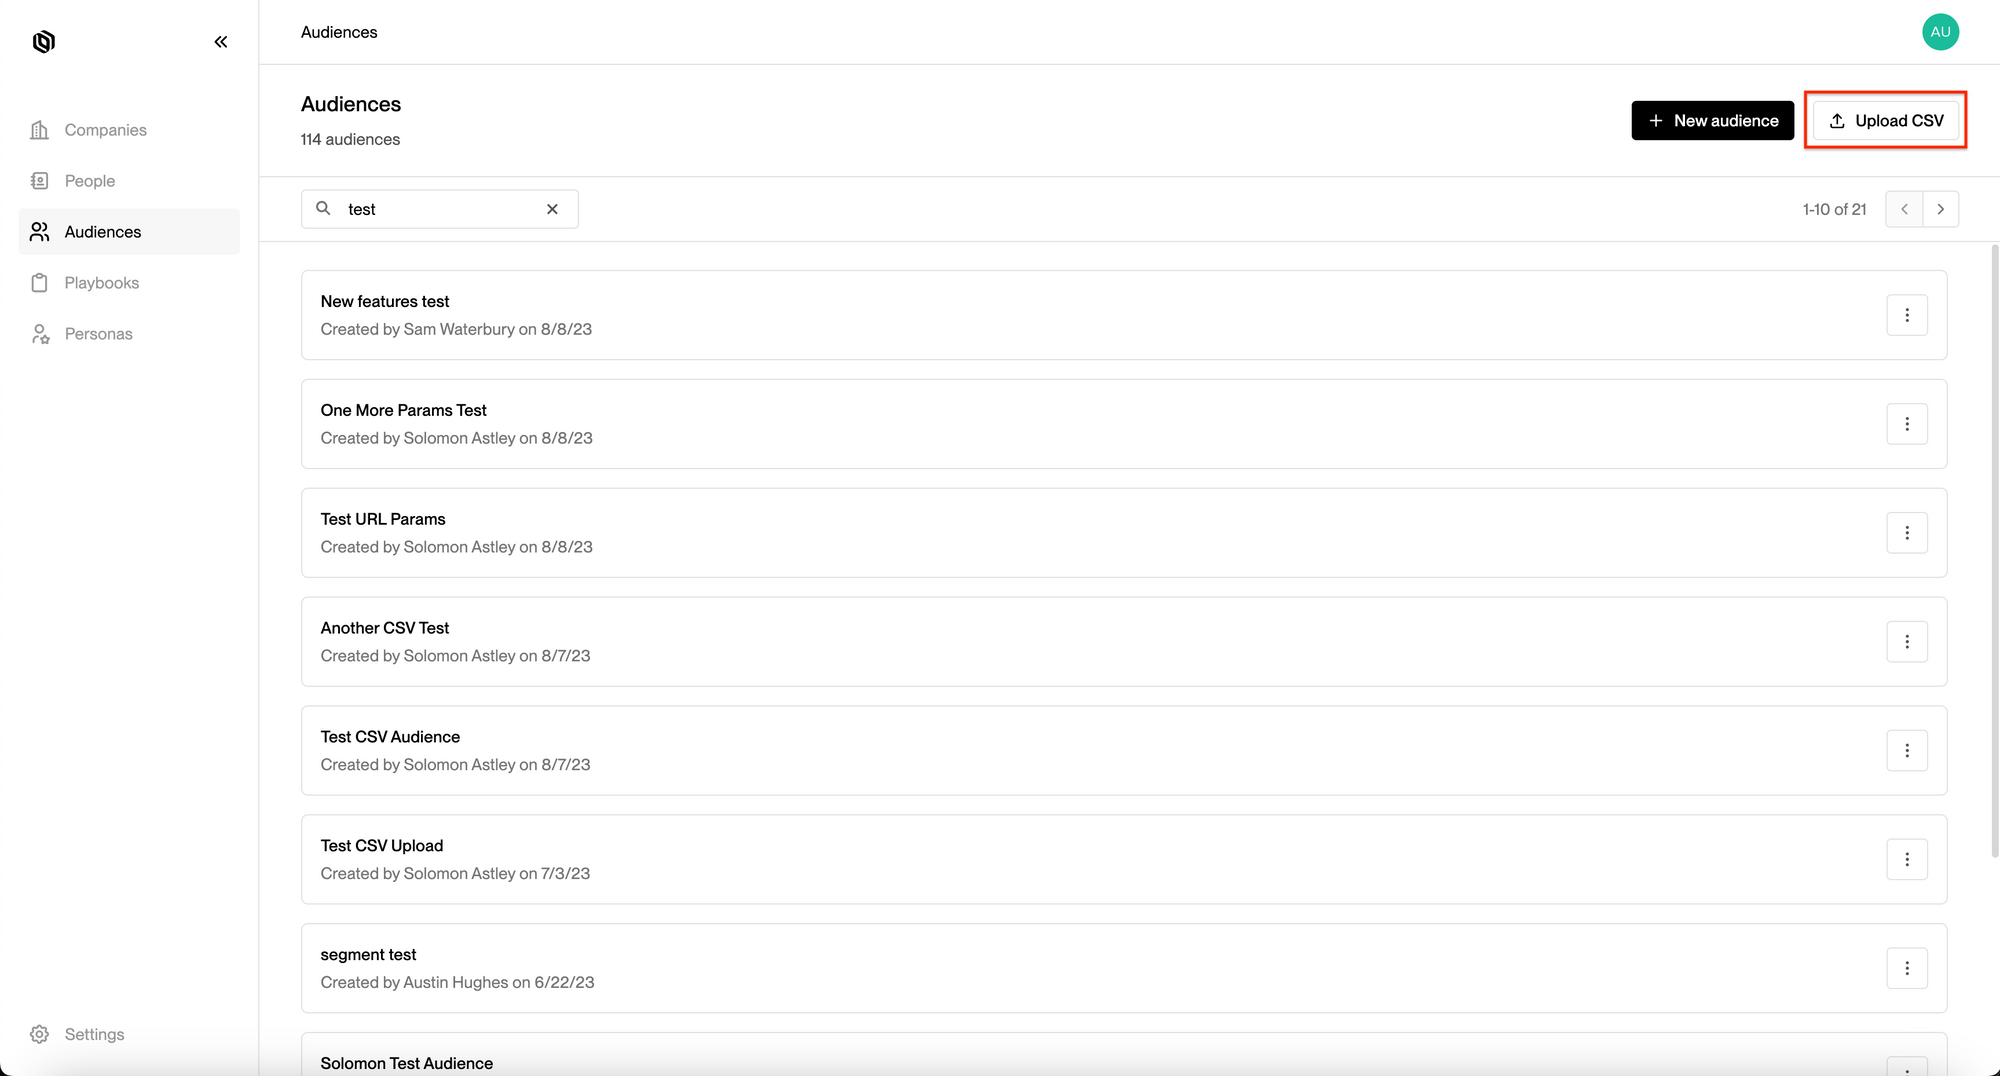 Audiences
AU
Companies
People
Audiences
Playbooks
Personas
Settings
Audiences
114 audiences
New audience
Upload CSV
test
1-10 of 21
New features test
Created by Sam Waterbury on 8/8/23
One More Params Test
Created by Solomon Astley on 8/8/23
Test URL Params
Created by Solomon Astley on 8/8/23
Another CSV Test
Created by Solomon Astley on 8/7/23
Test CSV Audience
Created by Solomon Astley on 8/7/23
Test CSV Upload
Created by Solomon Astley on 7/3/23
segment test
Created by Austin Hughes on 6/22/23
Solomon Test Audience